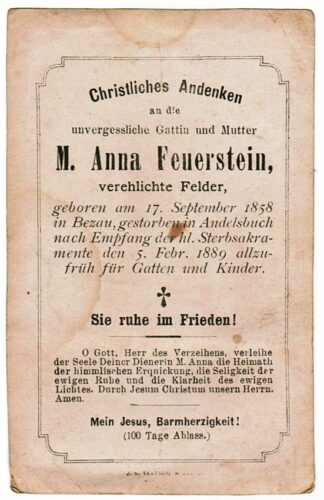 Christliches Andenken
an die
unvergessliche Gattin und Mutter
M. Anna Feuerstein,
verehlichte Felder,
geboren am 17. September 1858
in Bezau, gestorben in Andelsbuch
nach Empfang der hl. Sterbsakra-
mente den 5. Febr. 1889 allzu-
früh für Gatten und Kinder.
Sie ruhe im Frieden!
O Gott, Herr des Verzeihens, verleihe
der Seele Deiner Dienerin M. Anna die Heimath
der himmlischen Erquickung, die Seligkeit der
ewigen Ruhe und die Klarheit des ewigen
Lichtes. Durch Jesum Christum unsern Herrn.
Amen.
Mein Jesus, Barmherzigkeit!
(100 Tage Ablass.)